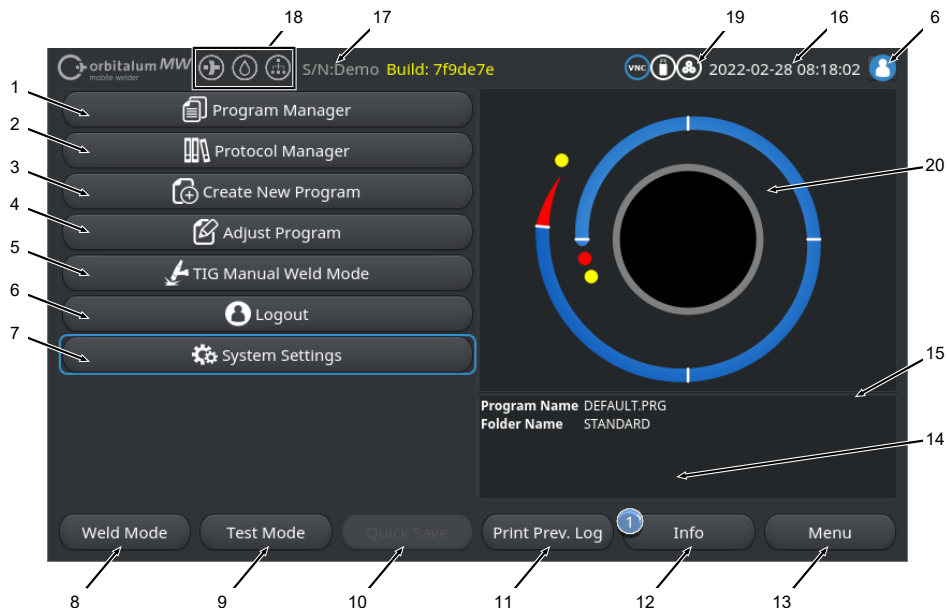 18 17 19 16 6
orbitalum MW
mobile welder
S/N:Demo Build: 7f9de7e
VNC
2022-02-28 08:18:02
1
Program Manager
2
Protocol Manager
3
Create New Program
4
Adjust Program
5
TIG Manual Weld Mode
6
Logout
7
System Settings
20
15
Program Name DEFAULT.PRG
Folder Name STANDARD
14
Weld Mode
Test Mode
Quick Save
Print Prev. Log
1
Info
Menu
8 9 10 11 12 13